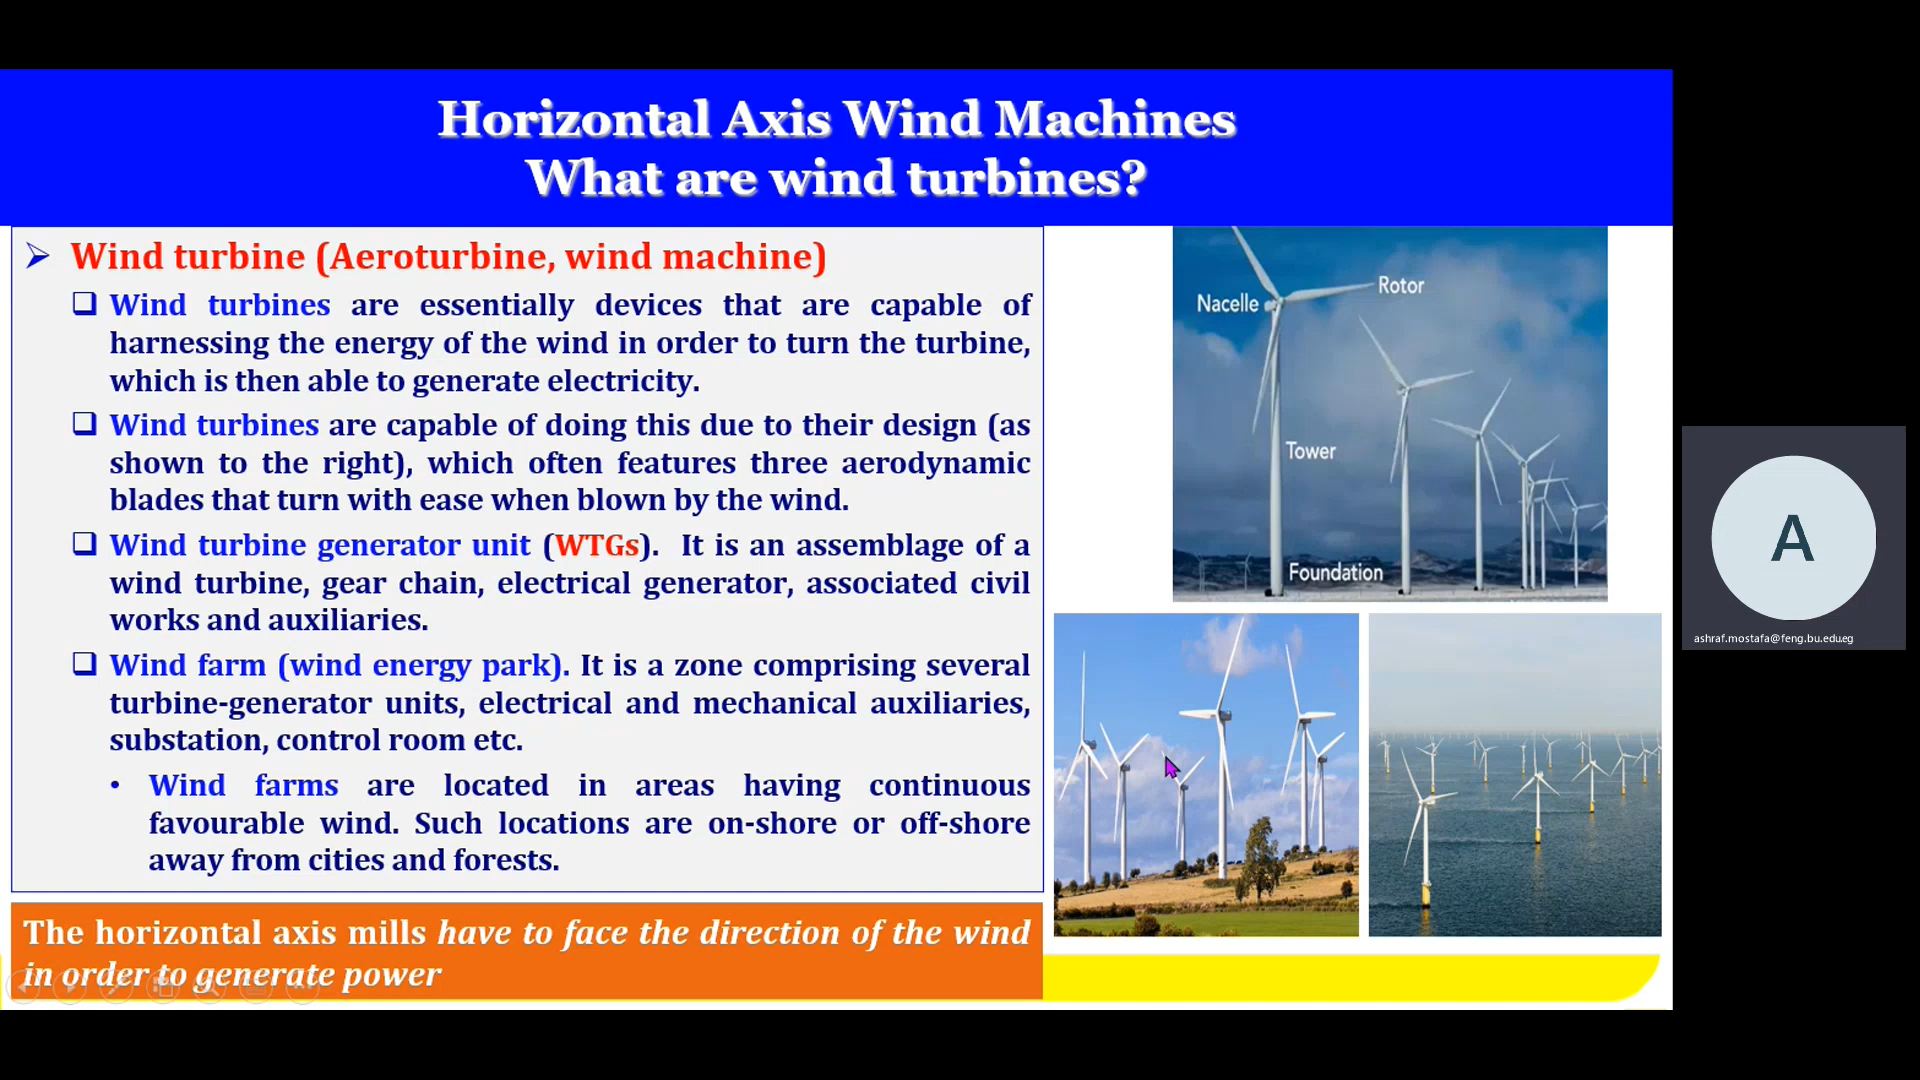 Horizontal Axis Wind Machines
What are wind turbines?
Wind turbine (Aeroturbine, wind machine)
Wind turbines are essentially devices that are capable of
harnessing the energy of the wind in order to turn the turbine,
which is then able to generate electricity.
Wind turbines are capable of doing this due to their design (as
shown to the right), which often features three aerodynamic
blades that turn with ease when blown by the wind.
Wind turbine generator unit (WTGs). It is an assemblage of a
wind turbine, gear chain, electrical generator, associated civil
works and auxiliaries.
Wind farm (wind energy park). It is a zone comprising several
turbine-generator units, electrical and mechanical auxiliaries,
substation, control room etc.
• Wind farms are located in areas having continuous
favourable wind. Such locations are on-shore or off-shore
away from cities and forests.
The horizontal axis mills have to face the direction of the wind
in order to generate power
Nacelle
Rotor
Tower
Foundation
A
ashraf.mostafa@feng.bu.edu.eg